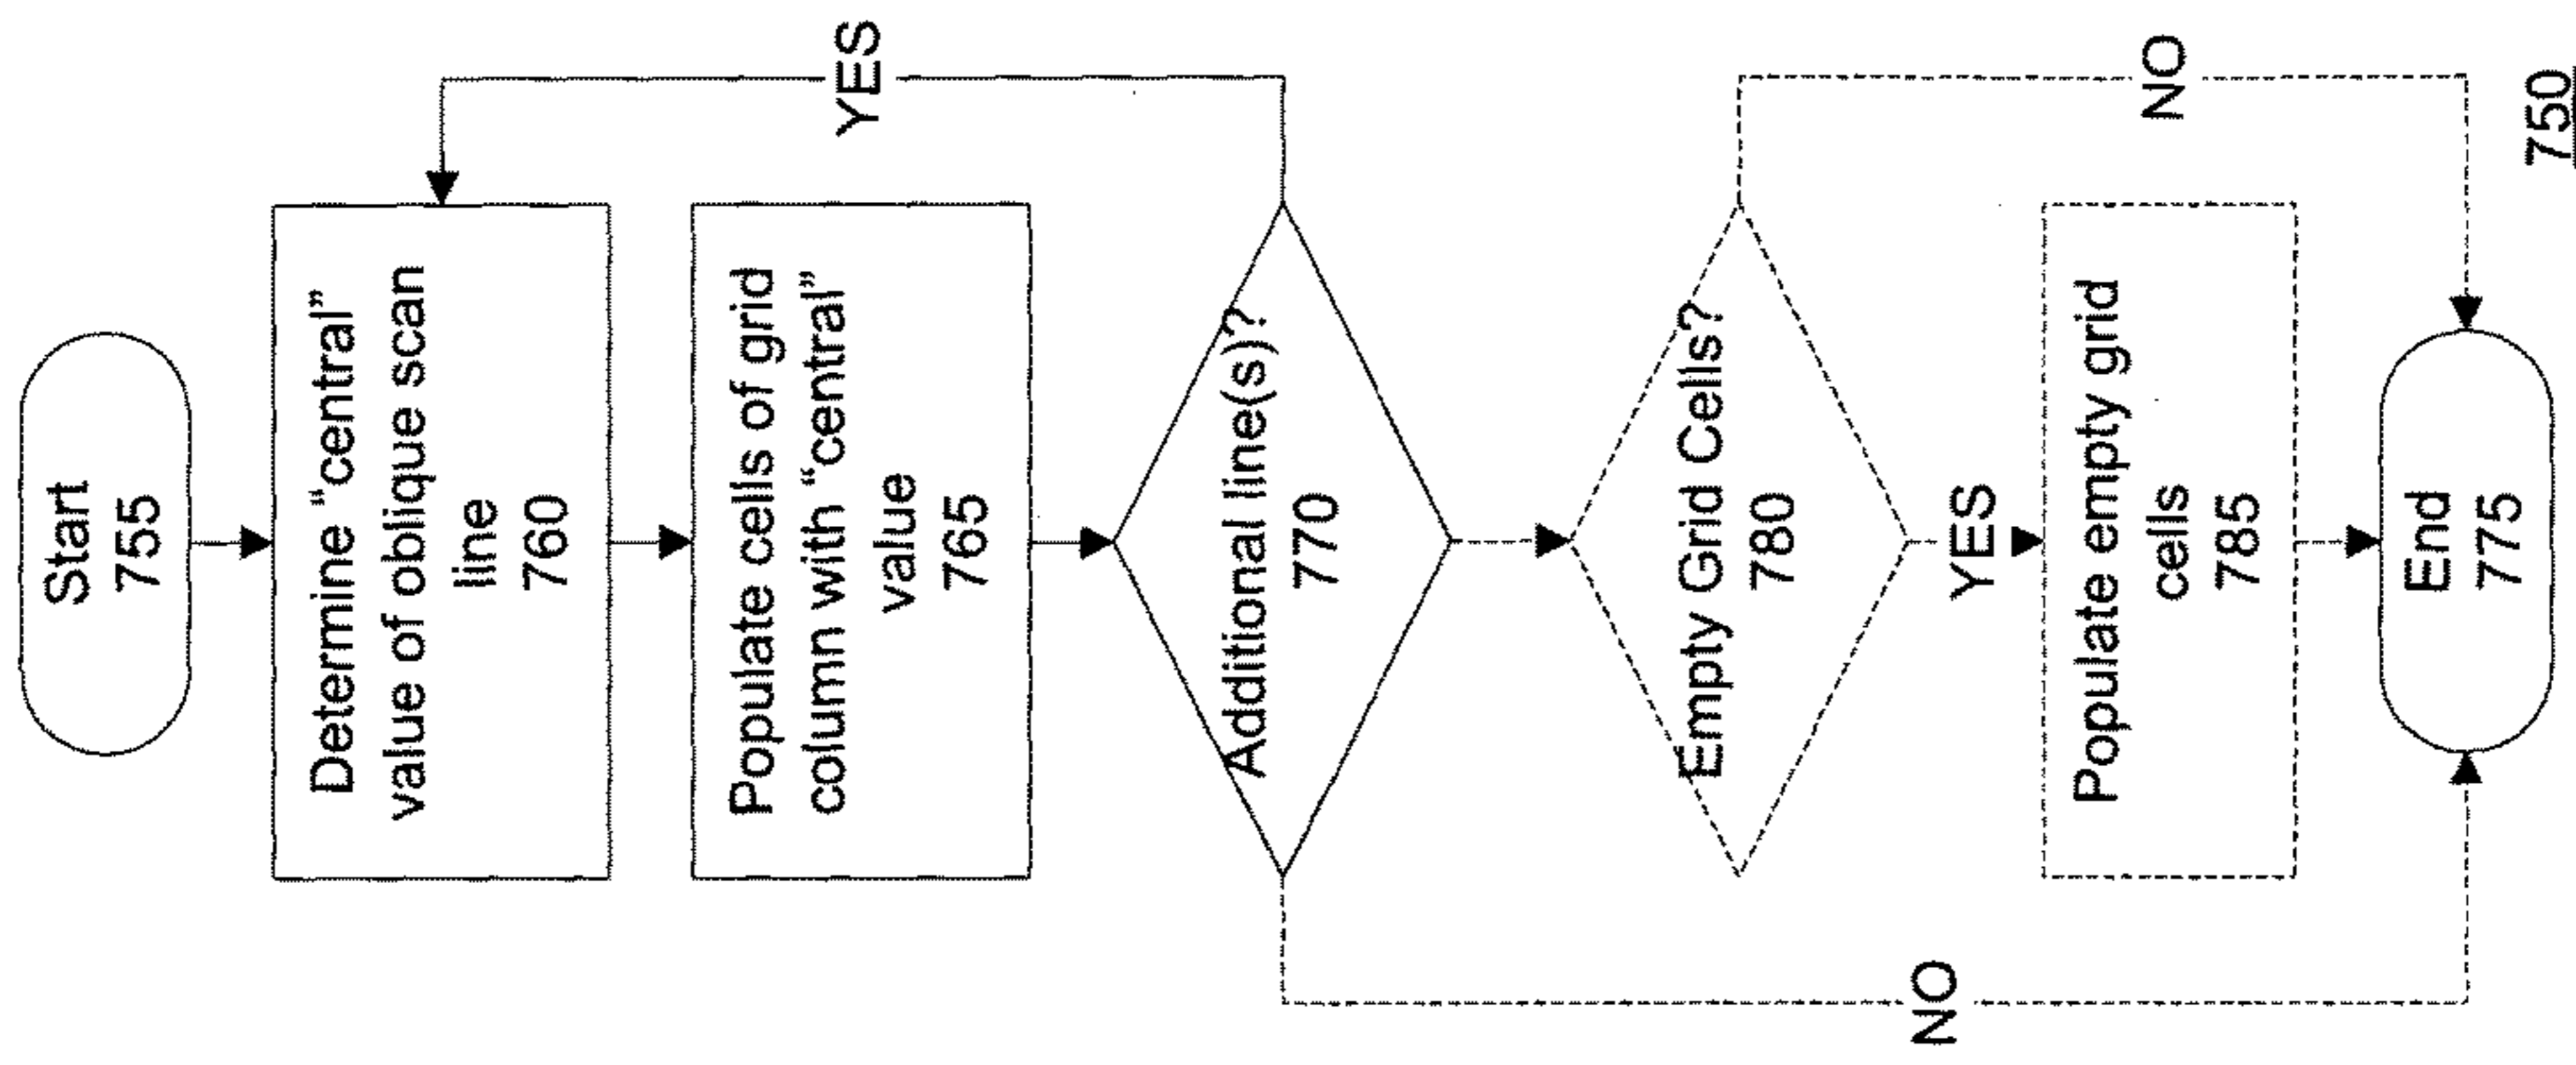 Start
755
Determine “central”
value of oblique scan
line
760
YES
Populate cells of grid
column with “central”
value
765
Additional line(s)?
770
Empty Grid Cells?
780
YES
NO
NO
Populate empty grid
cells
785
End
775
750